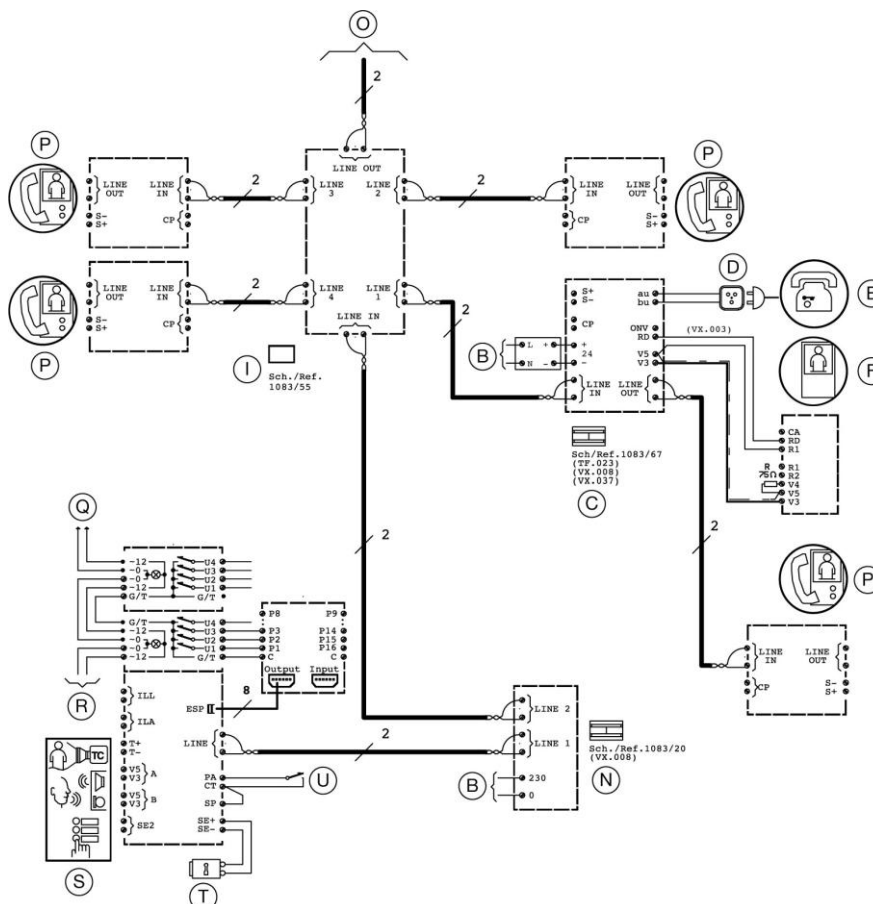 O
2
LINE OUT
P
LINE OUT
LINE IN
S-
S+
CP
2
LINE 3
LINE 2
2
LINE IN
LINE OUT
CP
S-
S+
P
P
LINE OUT
LINE IN
S-
S+
CP
2
LINE 4
LINE 1
LINE IN
2
I
Sch./Ref.
1083/55
S+
S-
CP
+
24
-
LINE IN
au
bu
ONV
RD
V5
V3
LINE OUT
B
L +
N -
D
(VX.003)
CA
RD
R1
R1
R2
V4
V5
V3
R
75Ω
Sch/Ref.1083/67
(TF.023)
(VX.008)
(VX.037)
C
2
2
P
LINE IN
LINE OUT
CP
S-
S+
Q
~12
~0
~0
~12
G/T
U4
U3
U2
U1
G/T
G/T
~12
~0
~0
~12
U4
U3
U2
U1
G/T
R
P8
P3
P2
P1
C
P9
P14
P15
P16
C
Output
Input
ESP
8
ILL
ILA
T+
T-
V5
V3
A
V5
V3
B
SE2
LINE
PA
CT
SP
SE+
SE-
2
U
TC
S
T
LINE 2
LINE 1
230
0
B
Sch./Ref.1083/20
(VX.008)
N